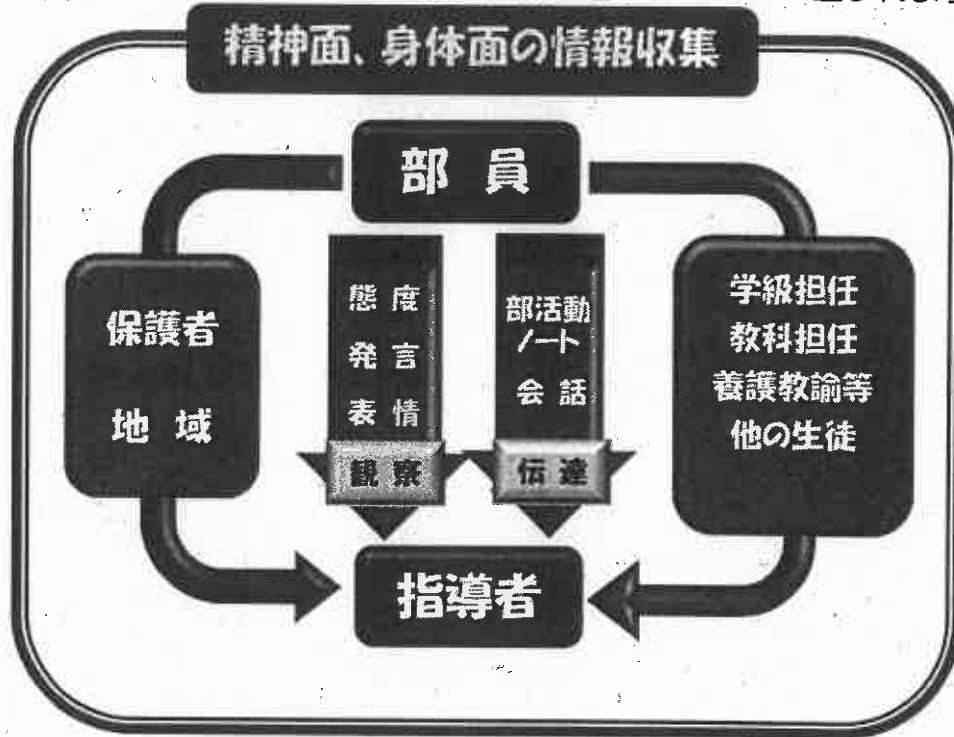 精神面、身体面の情報収集
部員
保護者
地域
態度
発言
表情
観察
部活動
ノート
会話
伝達
学級担任
教科担任
養護教諭等
他の生徒
指導者